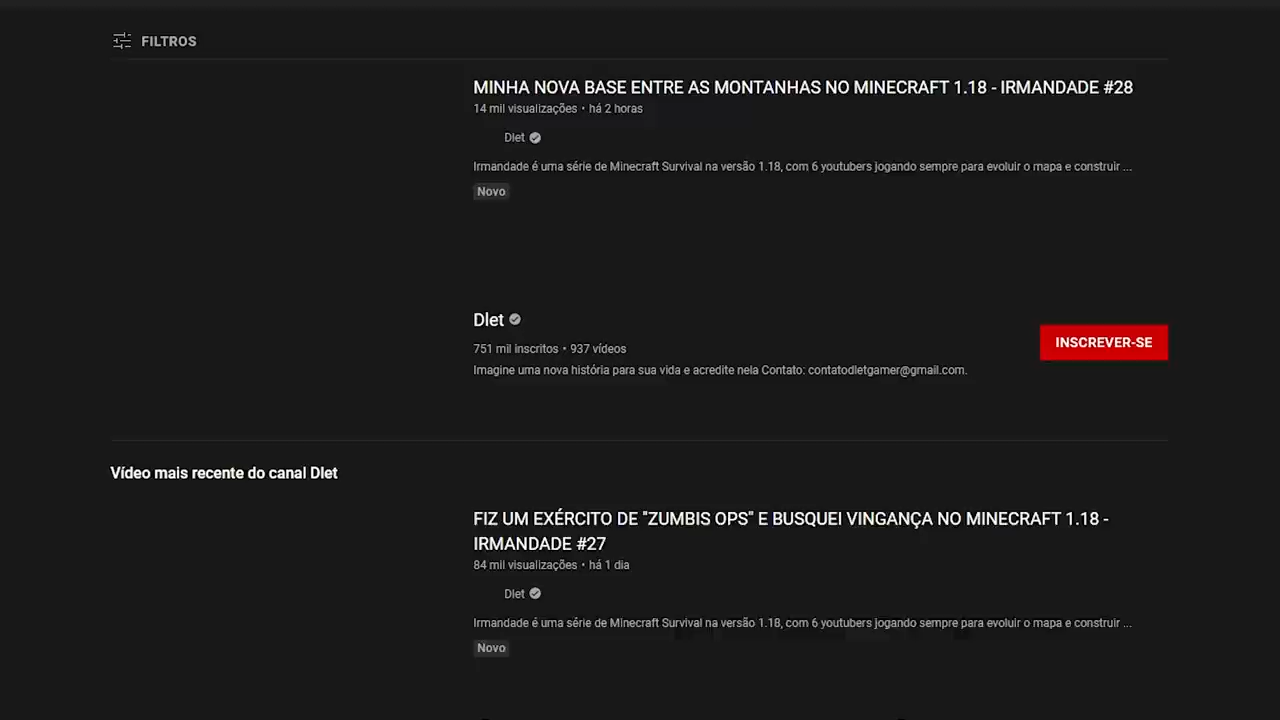 FILTROS
MINHA NOVA BASE ENTRE AS MONTANHAS NO MINECRAFT 1.18 - IRMANDADE #28
14 mil visualizações • há 2 horas
Dlet
Irmandade é uma série de Minecraft Survival na versão 1.18, com 6 youtubers jogando sempre para evoluir o mapa e construir ...
Novo
Dlet
751 mil inscritos • 937 vídeos
INSCREVER-SE
Imagine uma nova história para sua vida e acredite nela Contato: contatodletgamer@gmail.com.
Vídeo mais recente do canal Dlet
FIZ UM EXÉRCITO DE "ZUMBIS OPS" E BUSQUEI VINGANÇA NO MINECRAFT 1.18 -
IRMANDADE #27
84 mil visualizações • há 1 dia
Dlet
Irmandade é uma série de Minecraft Survival na versão 1.18, com 6 youtubers jogando sempre para evoluir o mapa e construir ...
Novo